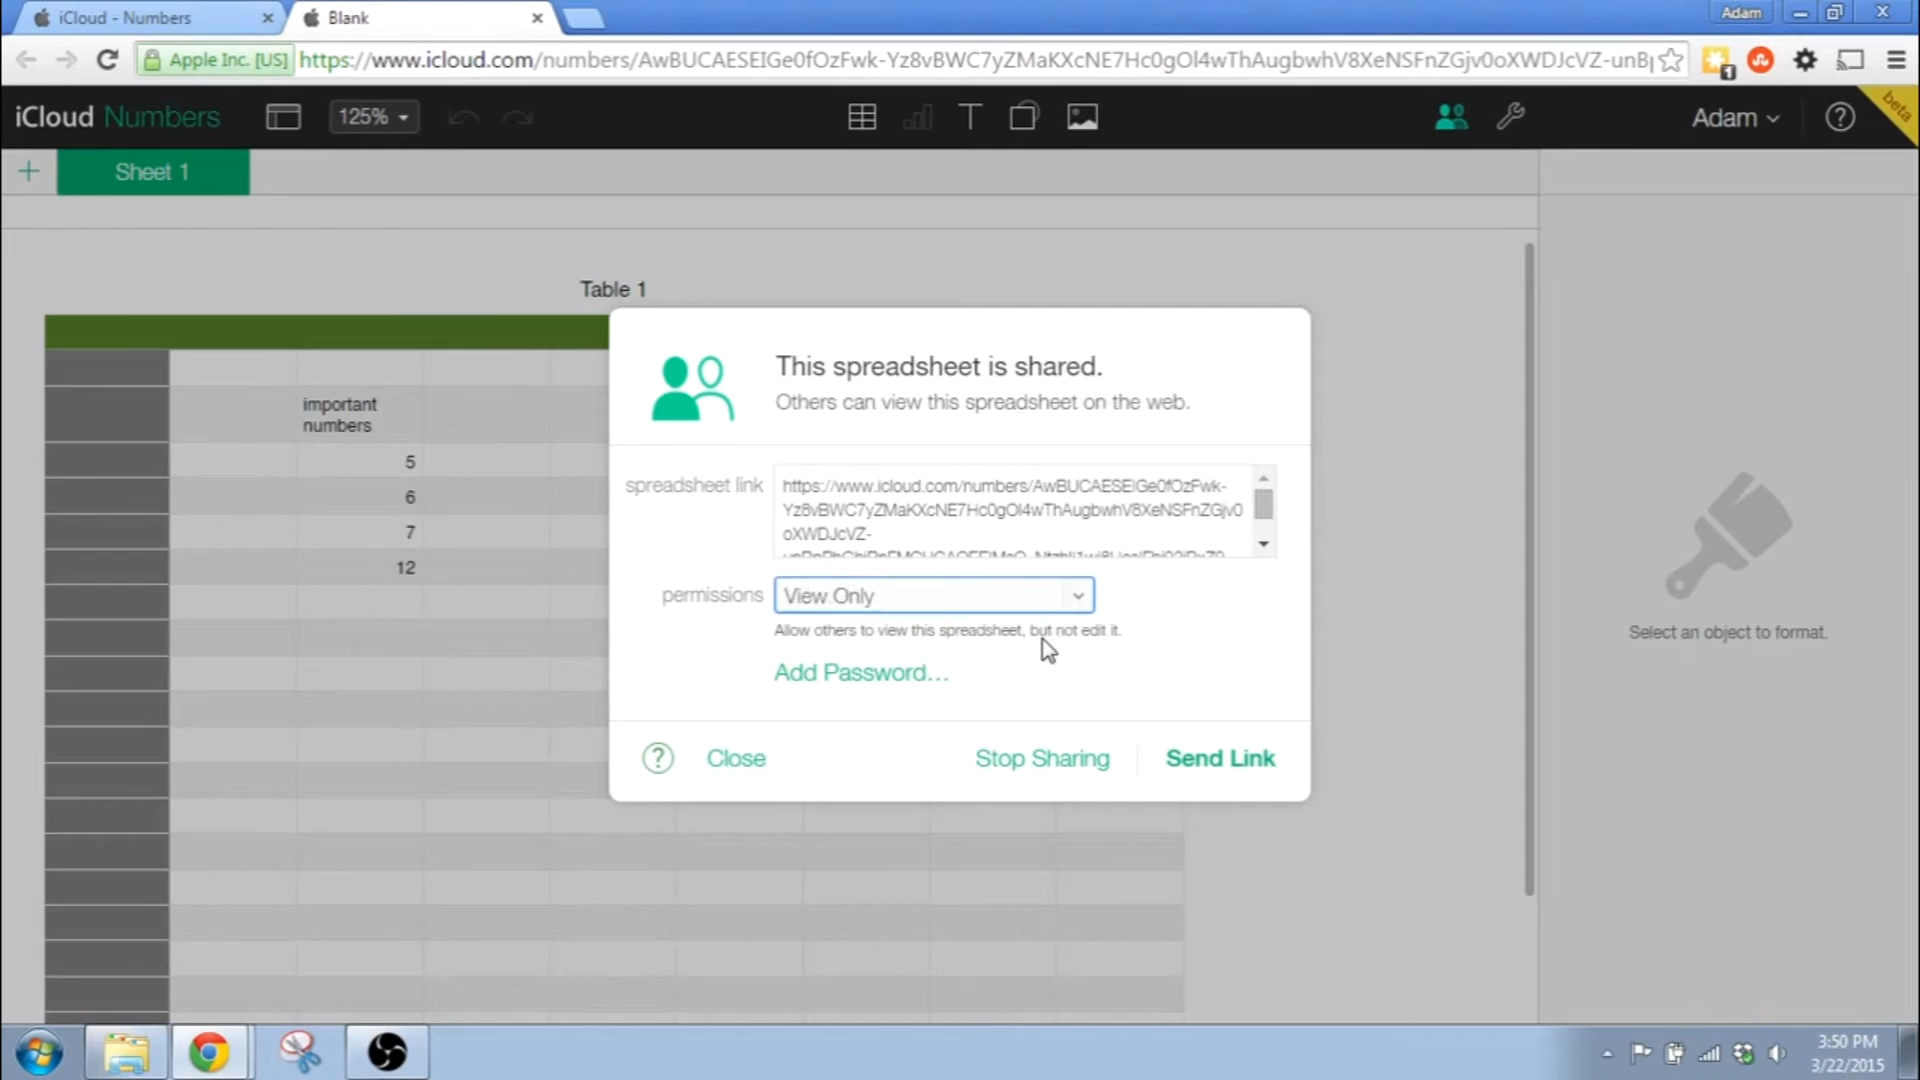 iCloud - Numbers
Blank
Adam
Apple Inc. [US]
https://www.icloud.com/numbers/AwBUCAESEIGe0fOzFwk-Yz8vBWC7yZMaKXcNE7Hc0gOl4wThAugbwhV8XeNSFnZGjv0oXWDJcVZ-unBp
1
iCloud Numbers
125%
Adam
?
beta
+
Sheet 1
Table 1
important
numbers
5
6
7
12
This spreadsheet is shared.
Others can view this spreadsheet on the web.
spreadsheet link
https://www.icloud.com/numbers/AwBUCAESEIGe0fOzFwk-
Yz8vBWC7yZMaKXcNE7Hc0gOl4wThAugbwhV8XeNSFnZGjv0
oXWDJcVZ-
permissions
View Only
Allow others to view this spreadsheet, but not edit it.
Add Password...
?
Close
Stop Sharing
Send Link
Select an object to format.
3:50 PM
3/22/2015